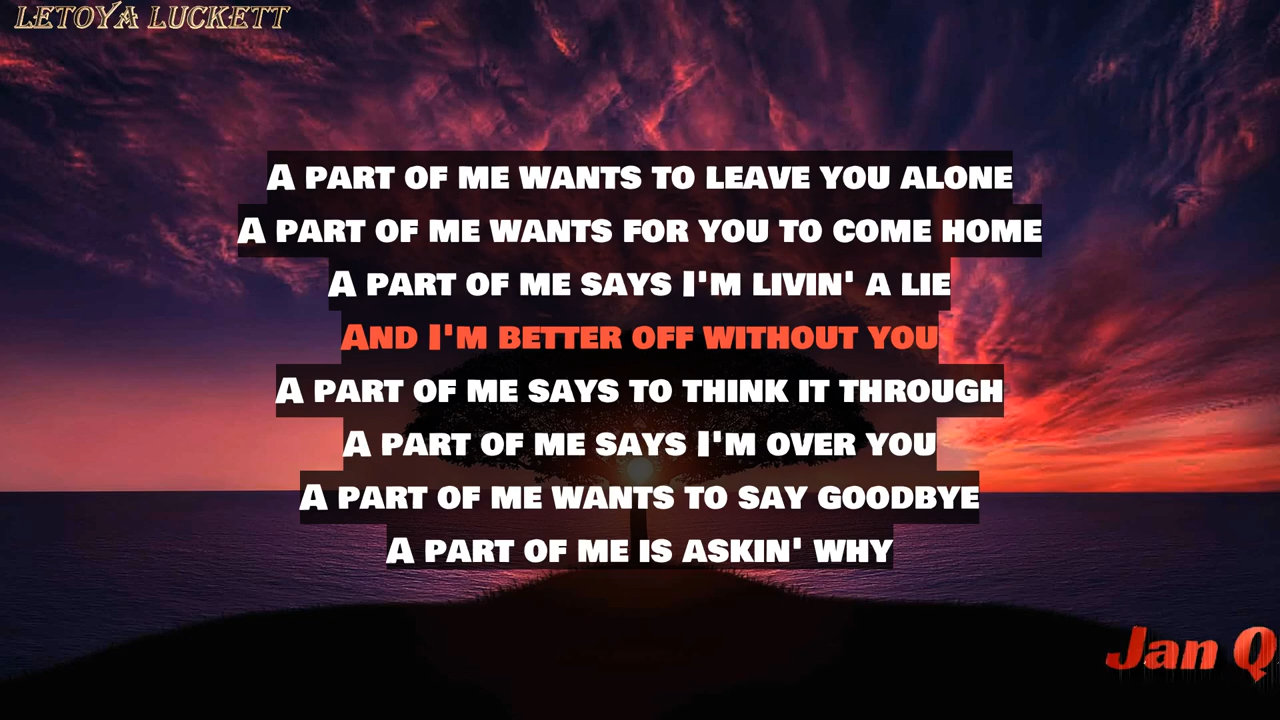 LETOYA LUCKETT
A PART OF ME WANTS TO LEAVE YOU ALONE
A PART OF ME WANTS FOR YOU TO COME HOME
A PART OF ME SAYS I'M LIVIN' A LIE
AND I'M BETTER OFF WITHOUT YOU
A PART OF ME SAYS TO THINK IT THROUGH
A PART OF ME SAYS I'M OVER YOU
A PART OF ME WANTS TO SAY GOODBYE
A PART OF ME IS ASKIN' WHY
Jan Q